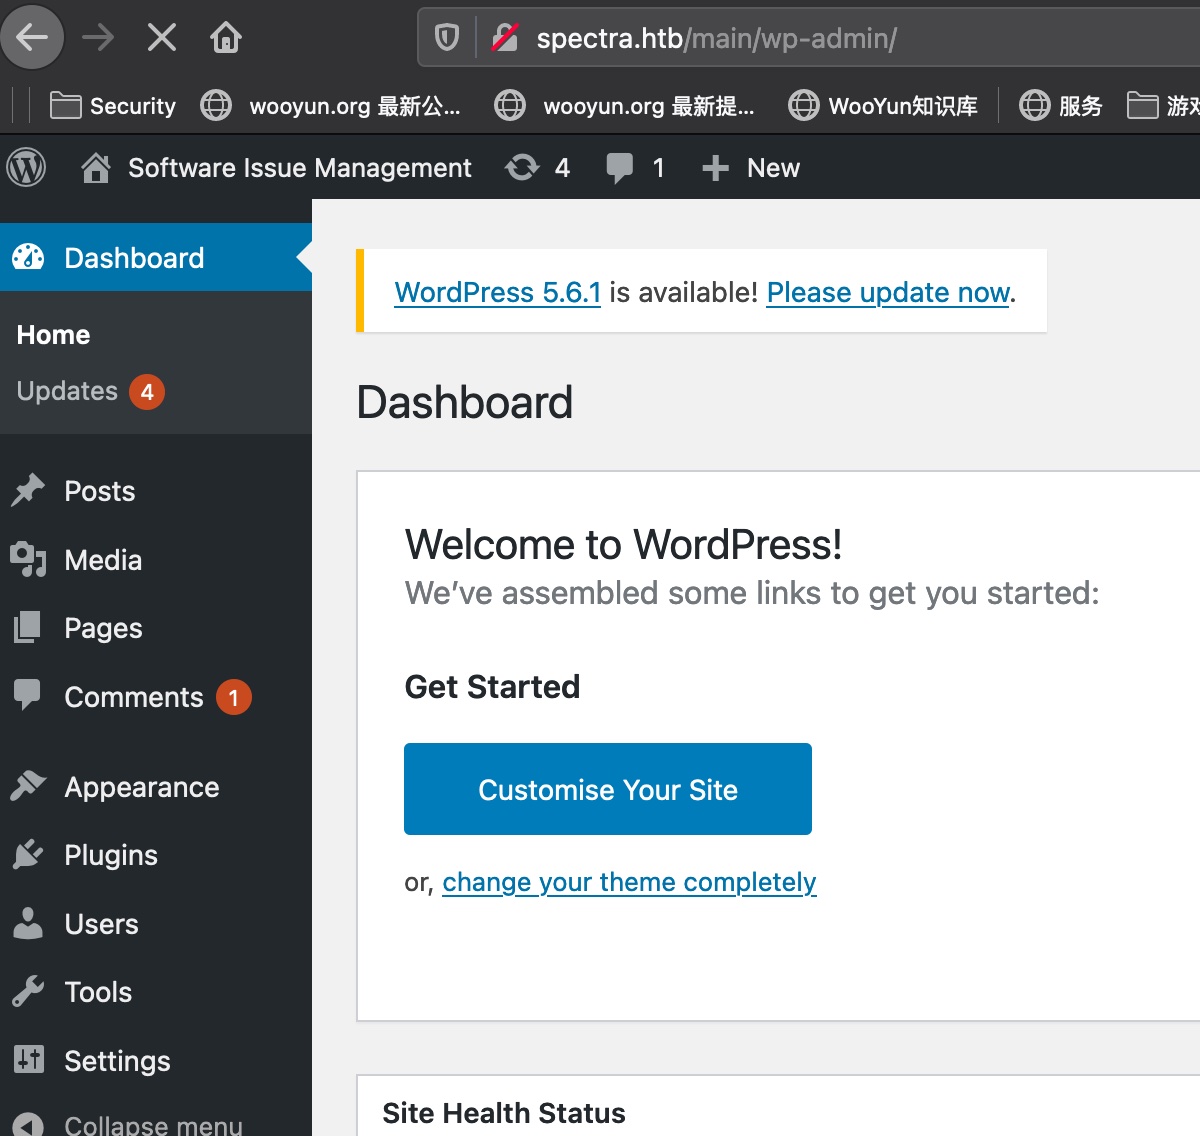 spectra.htb/main/wp-admin/
Security wooyun.org 最新公... wooyun.org 最新提... WooYun知识库 服务 游戏
Software Issue Management 4 1 New
Dashboard
Home
Updates 4
Posts
Media
Pages
Comments 1
Appearance
Plugins
Users
Tools
Settings
Collapse menu
WordPress 5.6.1 is available! Please update now.
Dashboard
Welcome to WordPress!
We’ve assembled some links to get you started:
Get Started
Customise Your Site
or, change your theme completely
Site Health Status